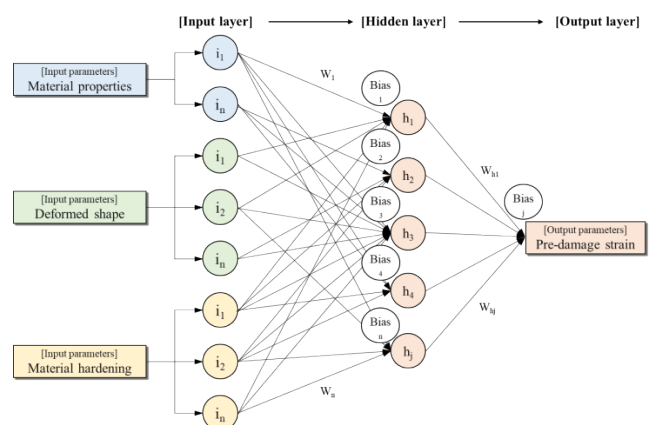 [Input layer]
[Hidden layer]
[Output layer]
[Input parameters]
Material properties
[Input parameters]
Deformed shape
[Input parameters]
Material hardening
i1
in
i1
i2
in
i1
i2
in
W1
Wn
Bias
1
h1
Bias
2
h2
Bias
3
h3
Bias
4
h4
Bias
n
hj
Wh1
Whj
Bias
j
[Output parameters]
Pre-damage strain